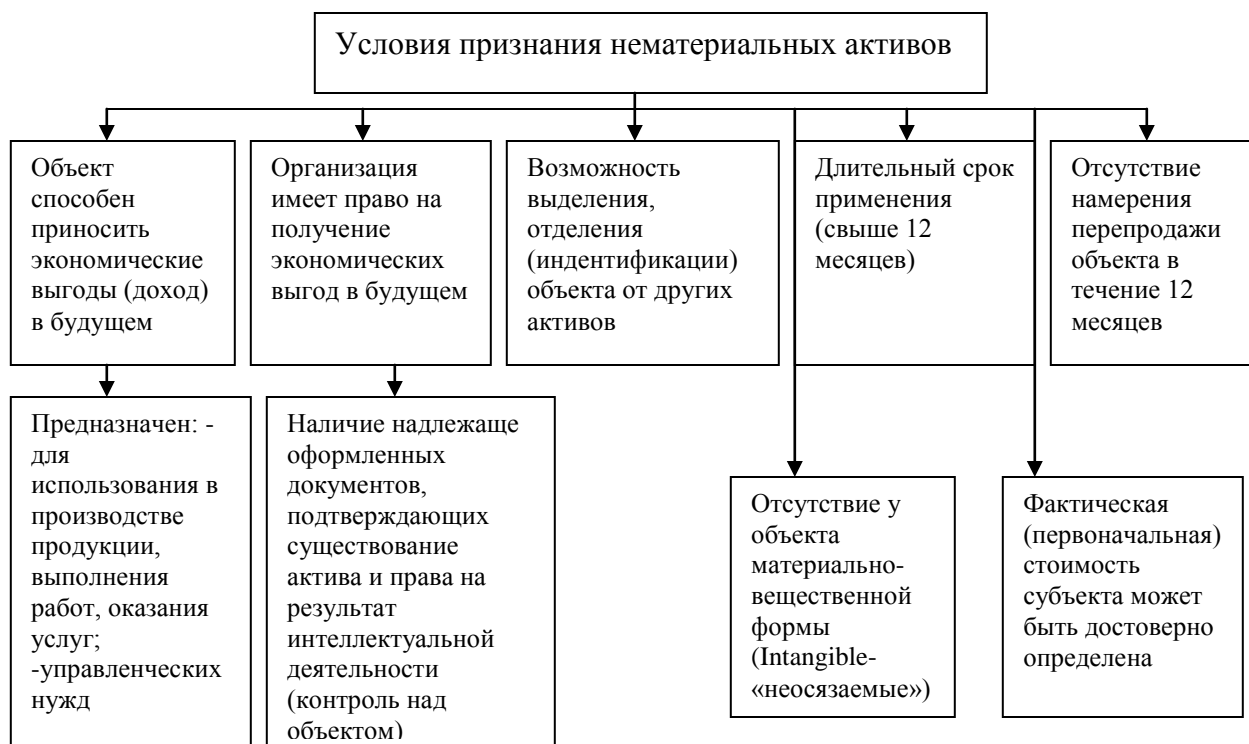 Условия признания нематериальных активов
Объект
способен
приносить
экономические
выгоды (доход)
в будущем
Организация
имеет право на
получение
экономических
выгод в будущем
Возможность
выделения,
отделения
(индентификации)
объекта от других
активов
Длительный срок
применения
(свыше 12
месяцев)
Отсутствие
намерения
перепродажи
объекта в
течение 12
месяцев
Предназначен: -
для
использования в
производстве
продукции,
выполнения
работ, оказания
услуг;
-управленческих
нужд
Наличие надлежаще
оформленных
документов,
подтверждающих
существование
актива и права на
результат
интеллектуальной
деятельности
(контроль над
объектом)
Отсутствие у
объекта
материально-
вещественной
формы
(Intangible-
«неосязаемые»)
Фактическая
(первоначальная)
стоимость
субъекта может
быть достоверно
определена